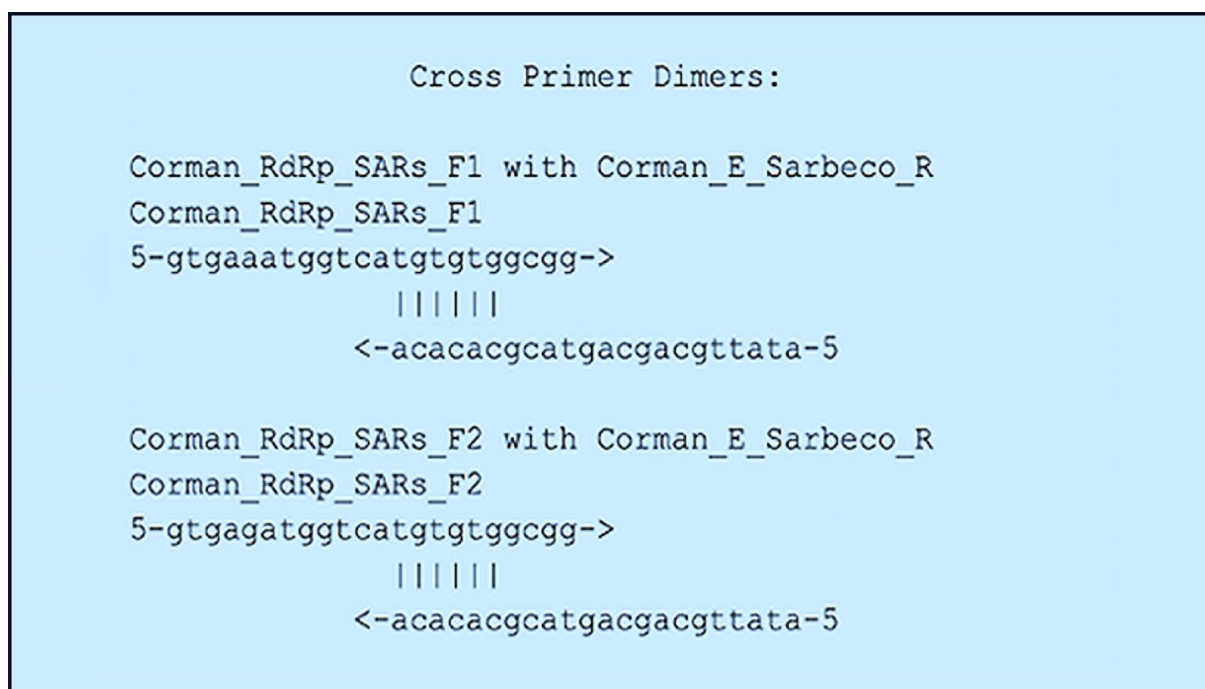 Cross Primer Dimers:
Corman_RdRp_SARs_F1 with Corman_E_Sarbeco_R
Corman_RdRp_SARs_F1
5-gtgaaatggtcatgtgtggcgg->
||||||
<-acacacgcatgacgacgttata-5
Corman_RdRp_SARs_F2 with Corman_E_Sarbeco_R
Corman_RdRp_SARs_F2
5-gtgagatggtcatgtgtggcgg->
||||||
<-acacacgcatgacgacgttata-5